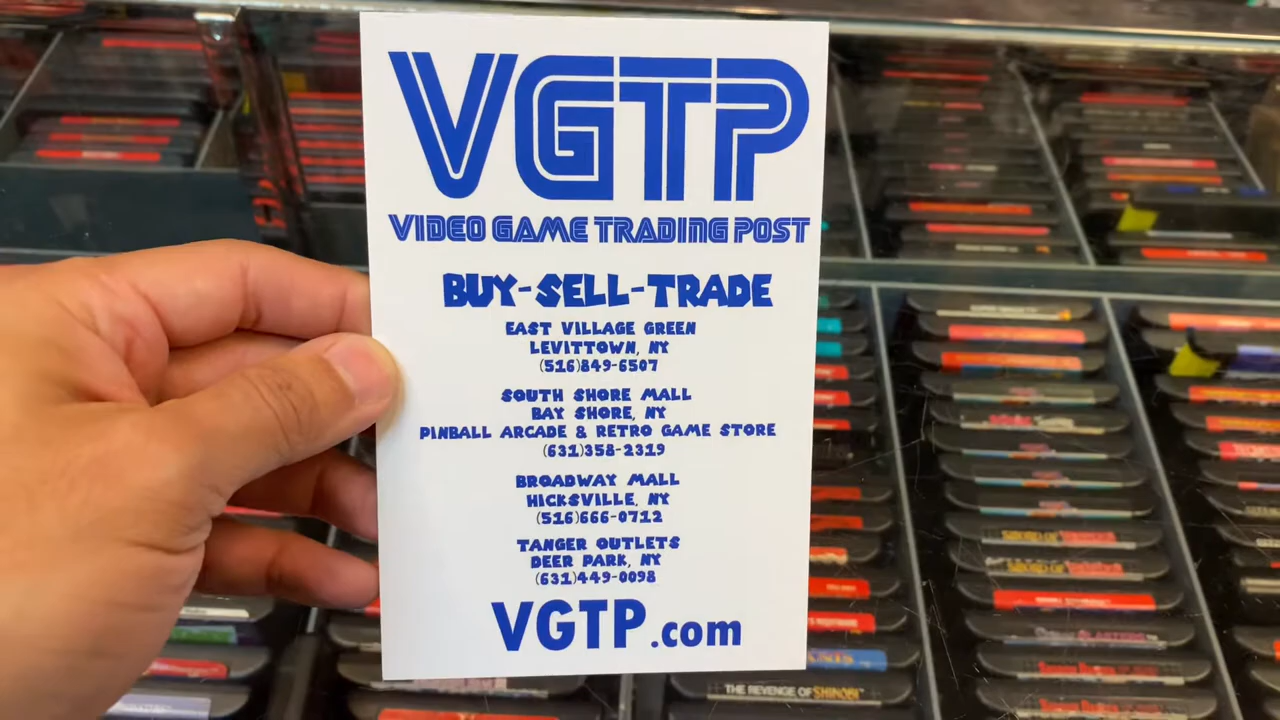 VGTP
VIDEO GAME TRADING POST
BUY-SELL-TRADE
EAST VILLAGE GREEN
LEVITTOWN, NY
(516)849-6507
SOUTH SHORE MALL
BAY SHORE, NY
PINBALL ARCADE & RETRO GAME STORE
(631)358-2319
BROADWAY MALL
HICKSVILLE, NY
(516)666-0712
TANGER OUTLETS
DEER PARK, NY
(631)449-0098
VGTP.com
THE REVENGE OF SHINOBI